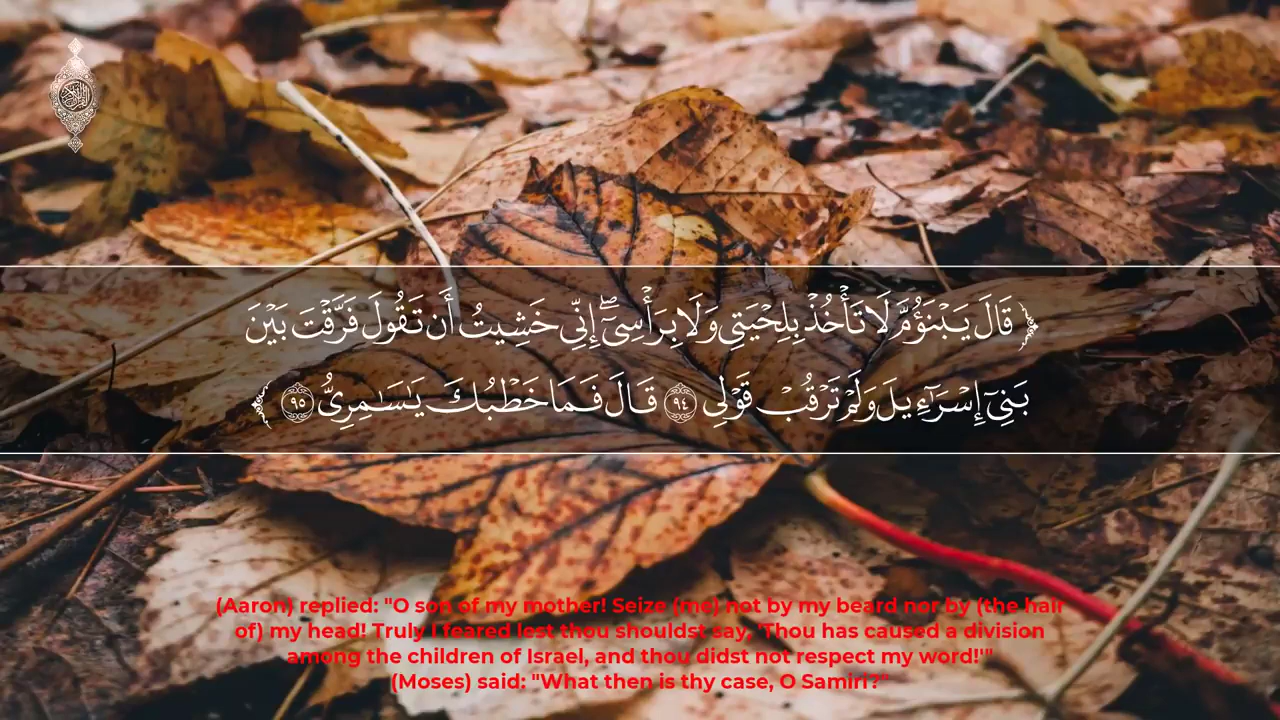 ﴿قَالَ يَبْنَؤُمَّ لَا تَأْخُذْ بِلِحْيَتِى وَلَا بِرَأْسِىٓ ۖ إِنِّى خَشِيتُ أَن تَقُولَ فَرَّقْتَ بَيْنَ
بَنِىٓ إِسْرَٰٓءِيلَ وَلَمْ تَرْقُبْ قَوْلِى ٩٤ قَالَ فَمَا خَطْبُكَ يَٰسَٰمِرِىُّ ٩٥﴾
(Aaron) replied: "O son of my mother! Seize (me) not by my beard nor by (the hair
of) my head! Truly I feared lest thou shouldst say, 'Thou has caused a division
among the children of Israel, and thou didst not respect my word!'"
(Moses) said: "What then is thy case, O Samiri?"